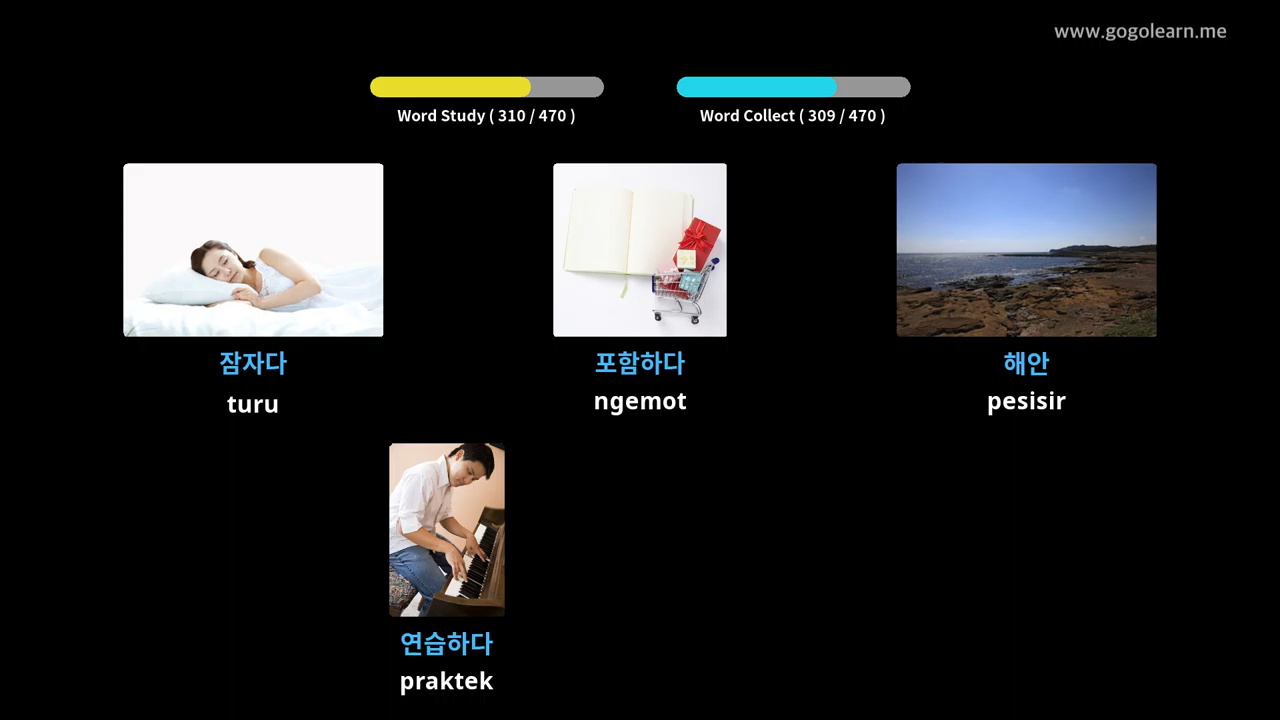 www.gogolearn.me
Word Study ( 310 / 470 )
Word Collect ( 309 / 470 )
잠자다
turu
포함하다
ngemot
해안
pesisir
연습하다
praktek